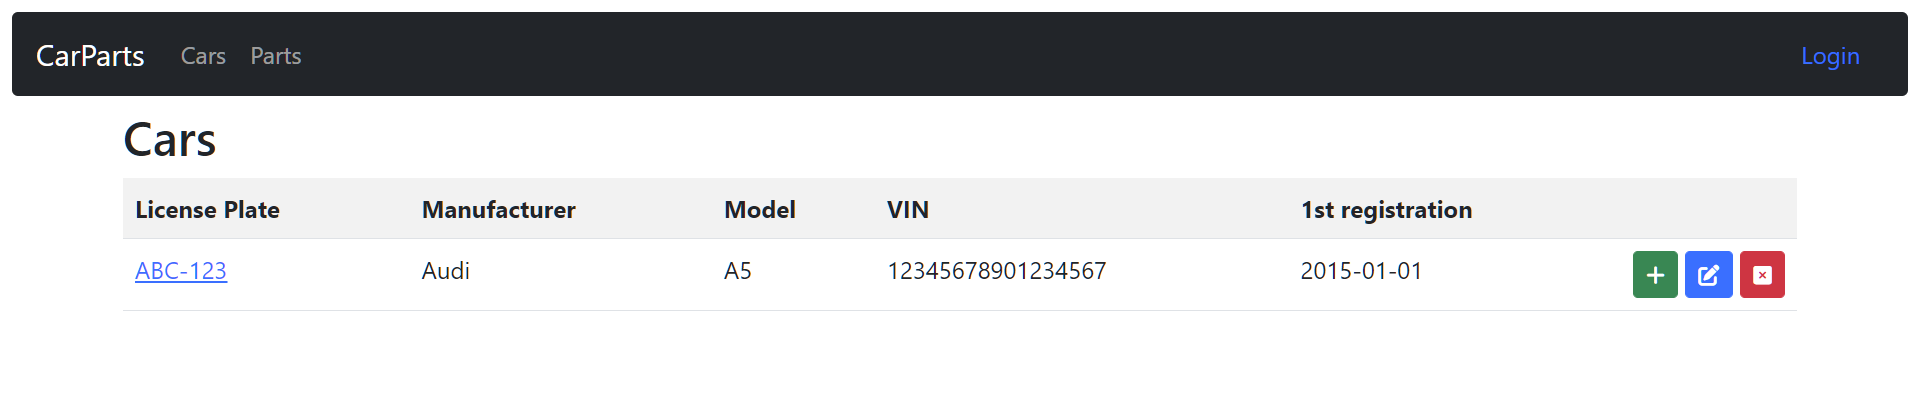 CarParts Cars Parts Login
Cars
License Plate Manufacturer Model VIN 1st registration
ABC-123 Audi A5 12345678901234567 2015-01-01